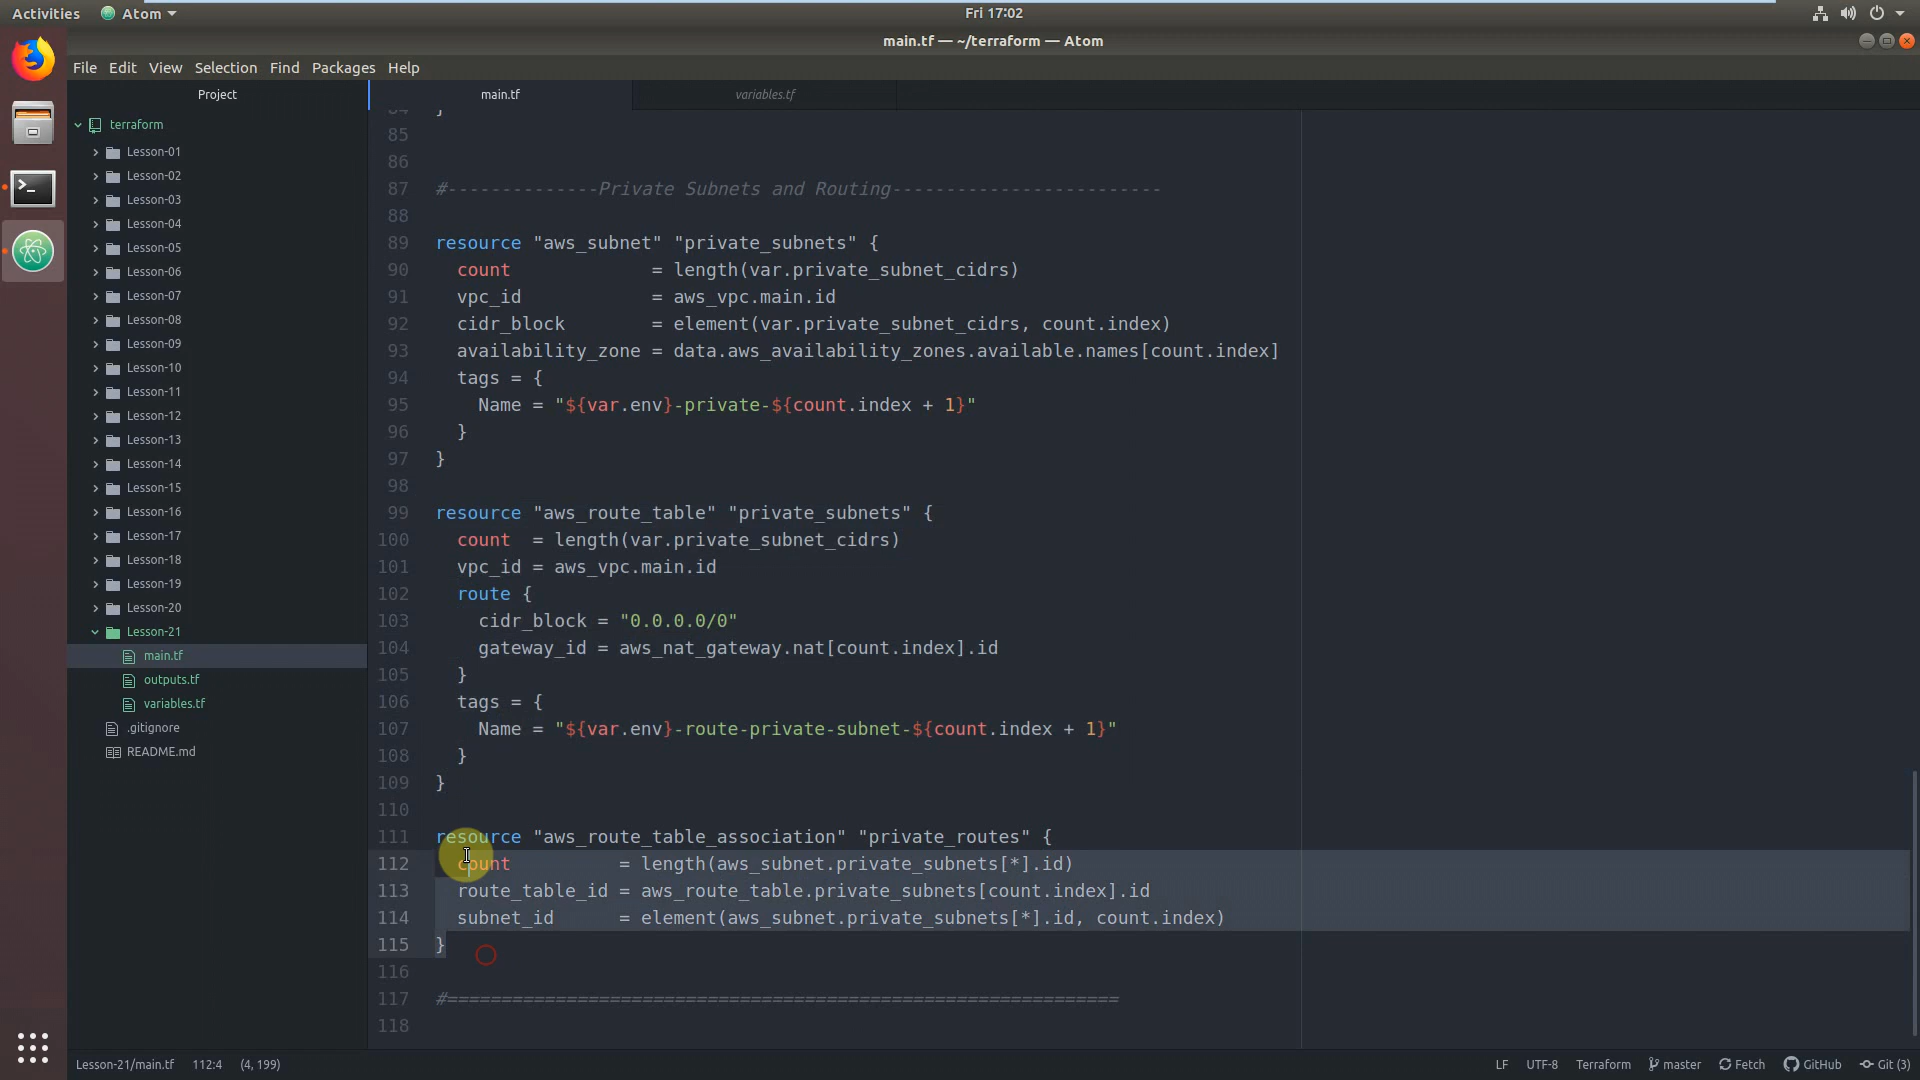 Activities
Atom
Fri 17:02
main.tf — ~/terraform — Atom
File Edit View Selection Find Packages Help
Project
main.tf
variables.tf
terraform
Lesson-01
Lesson-02
Lesson-03
Lesson-04
Lesson-05
Lesson-06
Lesson-07
Lesson-08
Lesson-09
Lesson-10
Lesson-11
Lesson-12
Lesson-13
Lesson-14
Lesson-15
Lesson-16
Lesson-17
Lesson-18
Lesson-19
Lesson-20
Lesson-21
main.tf
outputs.tf
variables.tf
.gitignore
README.md
84 }
85
86
87 #--------------Private Subnets and Routing-------------------------
88
89 resource "aws_subnet" "private_subnets" {
90 count = length(var.private_subnet_cidrs)
91 vpc_id = aws_vpc.main.id
92 cidr_block = element(var.private_subnet_cidrs, count.index)
93 availability_zone = data.aws_availability_zones.available.names[count.index]
94 tags = {
95 Name = "${var.env}-private-${count.index + 1}"
96 }
97 }
98
99 resource "aws_route_table" "private_subnets" {
100 count = length(var.private_subnet_cidrs)
101 vpc_id = aws_vpc.main.id
102 route {
103 cidr_block = "0.0.0.0/0"
104 gateway_id = aws_nat_gateway.nat[count.index].id
105 }
106 tags = {
107 Name = "${var.env}-route-private-subnet-${count.index + 1}"
108 }
109 }
110
111 resource "aws_route_table_association" "private_routes" {
112 count = length(aws_subnet.private_subnets[*].id)
113 route_table_id = aws_route_table.private_subnets[count.index].id
114 subnet_id = element(aws_subnet.private_subnets[*].id, count.index)
115 }
116
117 #==============================================================
118
Lesson-21/main.tf 112:4 (4, 199)
LF UTF-8 Terraform master Fetch GitHub Git (3)